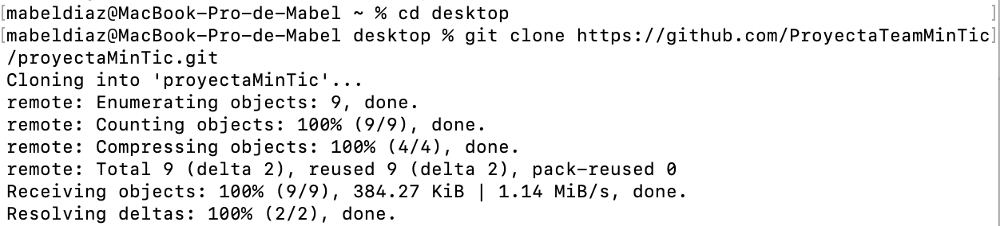 [mabeldiaz@MacBook-Pro-de-Mabel ~ % cd desktop ]
[mabeldiaz@MacBook-Pro-de-Mabel desktop % git clone https://github.com/ProyectaTeamMinTic]
/proyectaMinTic.git
Cloning into 'proyectaMinTic'...
remote: Enumerating objects: 9, done.
remote: Counting objects: 100% (9/9), done.
remote: Compressing objects: 100% (4/4), done.
remote: Total 9 (delta 2), reused 9 (delta 2), pack-reused 0
Receiving objects: 100% (9/9), 384.27 KiB | 1.14 MiB/s, done.
Resolving deltas: 100% (2/2), done.